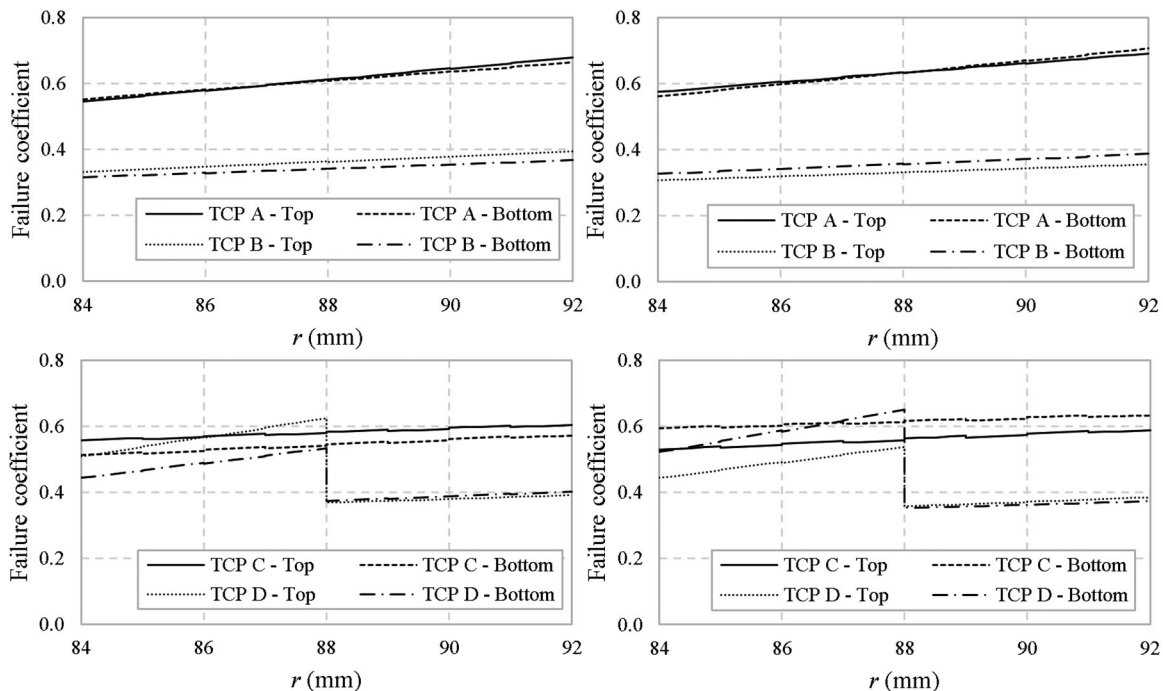 Failure coefficient
0.8
0.6
0.4
0.2
0.0
TCP A - Top
TCP A - Bottom
TCP B - Top
TCP B - Bottom
84 86 88 90 92
r (mm)
Failure coefficient
0.8
0.6
0.4
0.2
0.0
TCP A - Top
TCP A - Bottom
TCP B - Top
TCP B - Bottom
84 86 88 90 92
r (mm)
Failure coefficient
0.8
0.6
0.4
0.2
0.0
TCP C - Top
TCP C - Bottom
TCP D - Top
TCP D - Bottom
84 86 88 90 92
r (mm)
Failure coefficient
0.8
0.6
0.4
0.2
0.0
TCP C - Top
TCP C - Bottom
TCP D - Top
TCP D - Bottom
84 86 88 90 92
r (mm)